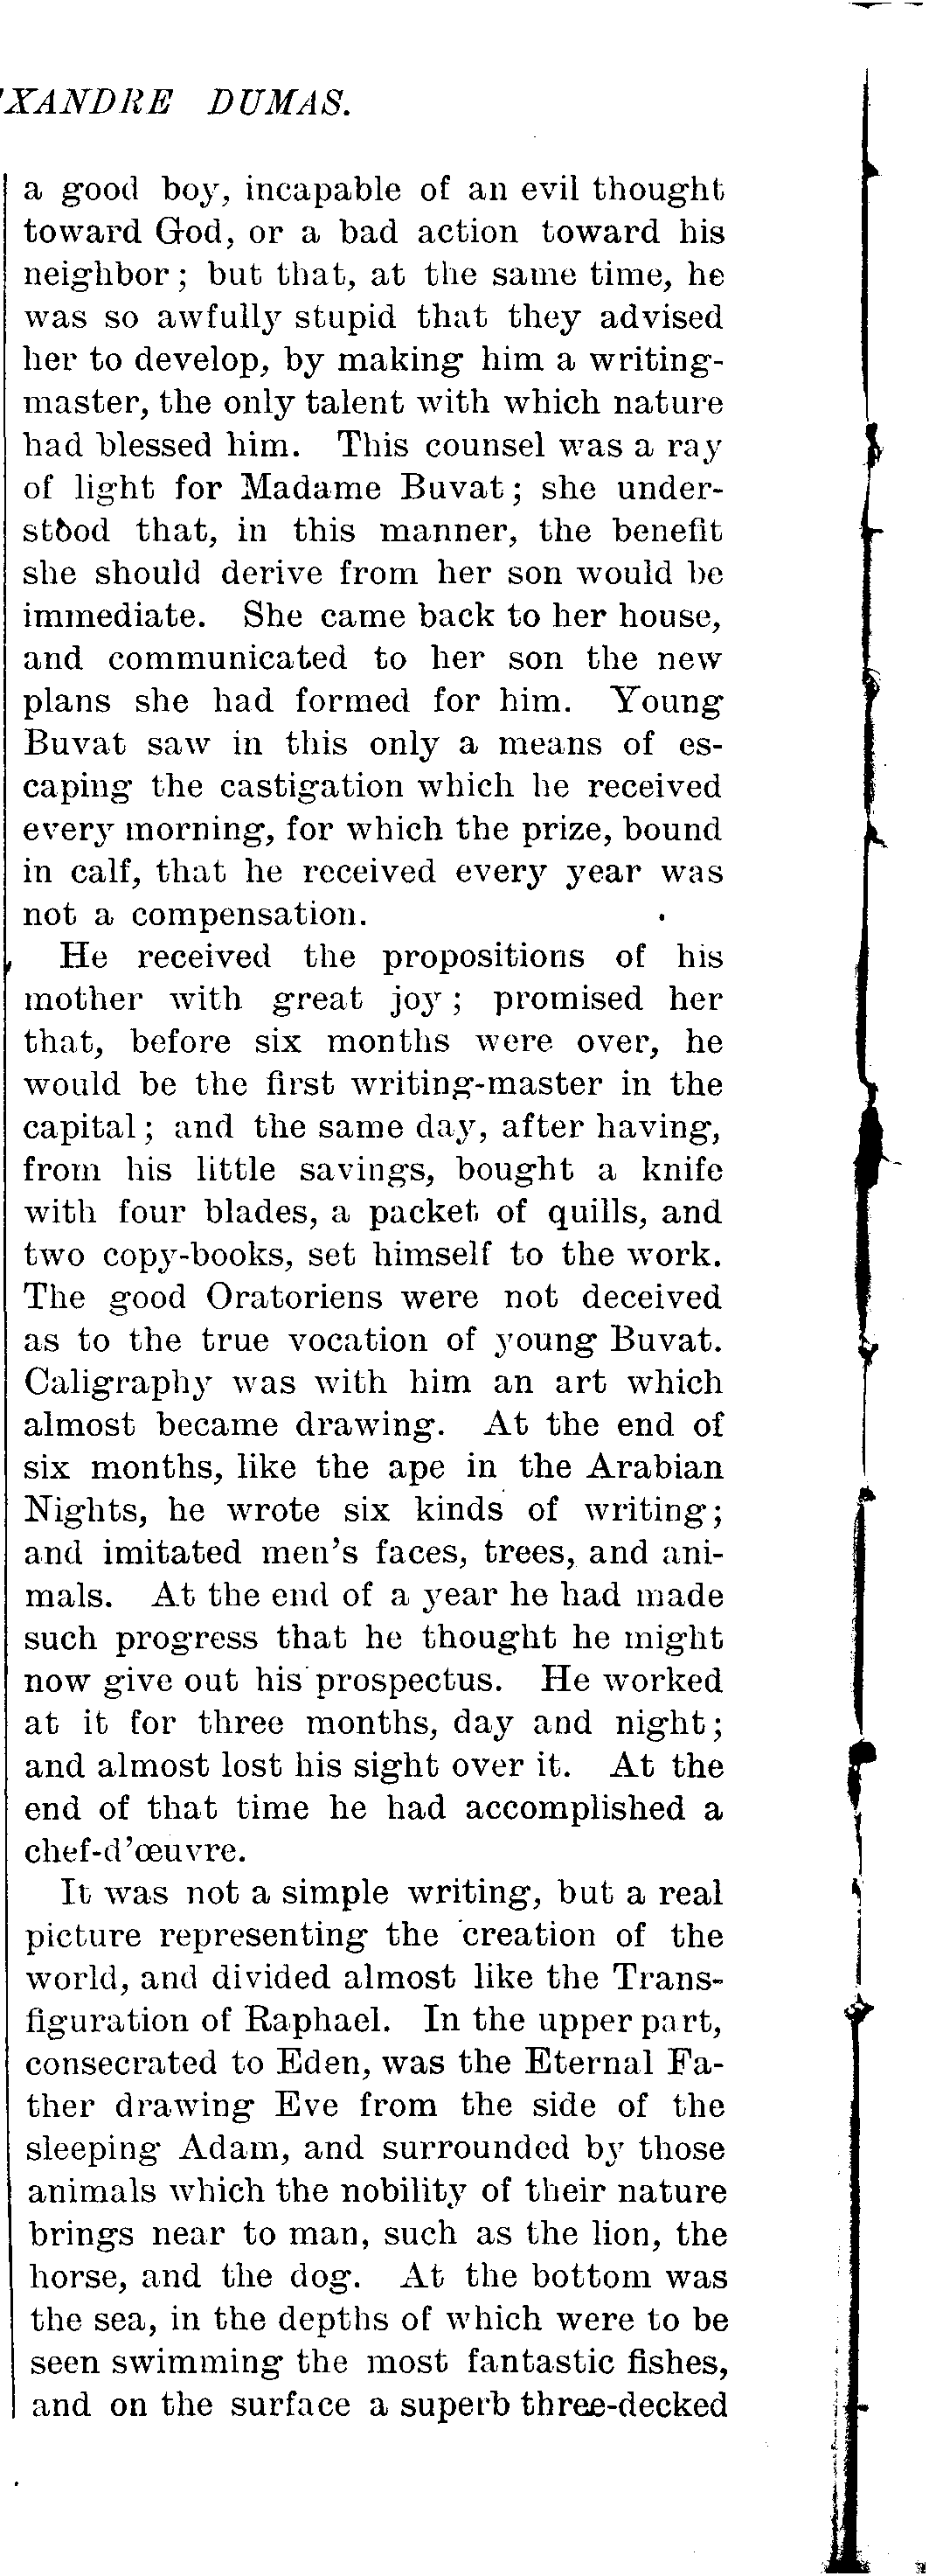 XANDRE DUMAS.
a good boy, incapable of an evil thought
toward God, or a bad action toward his
neighbor; but that, at the same time, he
was so awfully stupid that they advised
her to develop, by making him a writing-
master, the only talent with which nature
had blessed him. This counsel was a ray
of light for Madame Buvat; she under-
stood that, in this manner, the benefit
she should derive from her son would be
immediate. She came back to her house,
and communicated to her son the new
plans she had formed for him. Young
Buvat saw in this only a means of es-
caping the castigation which he received
every morning, for which the prize, bound
in calf, that he received every year was
not a compensation.
He received the propositions of his
mother with great joy; promised her
that, before six months were over, he
would be the first writing-master in the
capital; and the same day, after having,
from his little savings, bought a knife
with four blades, a packet of quills, and
two copy-books, set himself to the work.
The good Oratoriens were not deceived
as to the true vocation of young Buvat.
Caligraphy was with him an art which
almost became drawing. At the end of
six months, like the ape in the Arabian
Nights, he wrote six kinds of writing;
and imitated men's faces, trees, and ani-
mals. At the end of a year he had made
such progress that he thought he might
now give out his prospectus. He worked
at it for three months, day and night;
and almost lost his sight over it. At the
end of that time he had accomplished a
chef-d'œuvre.
It was not a simple writing, but a real
picture representing the creation of the
world, and divided almost like the Trans-
figuration of Raphael. In the upper part,
consecrated to Eden, was the Eternal Fa-
ther drawing Eve from the side of the
sleeping Adam, and surrounded by those
animals which the nobility of their nature
brings near to man, such as the lion, the
horse, and the dog. At the bottom was
the sea, in the depths of which were to be
seen swimming the most fantastic fishes,
and on the surface a superb three-decked